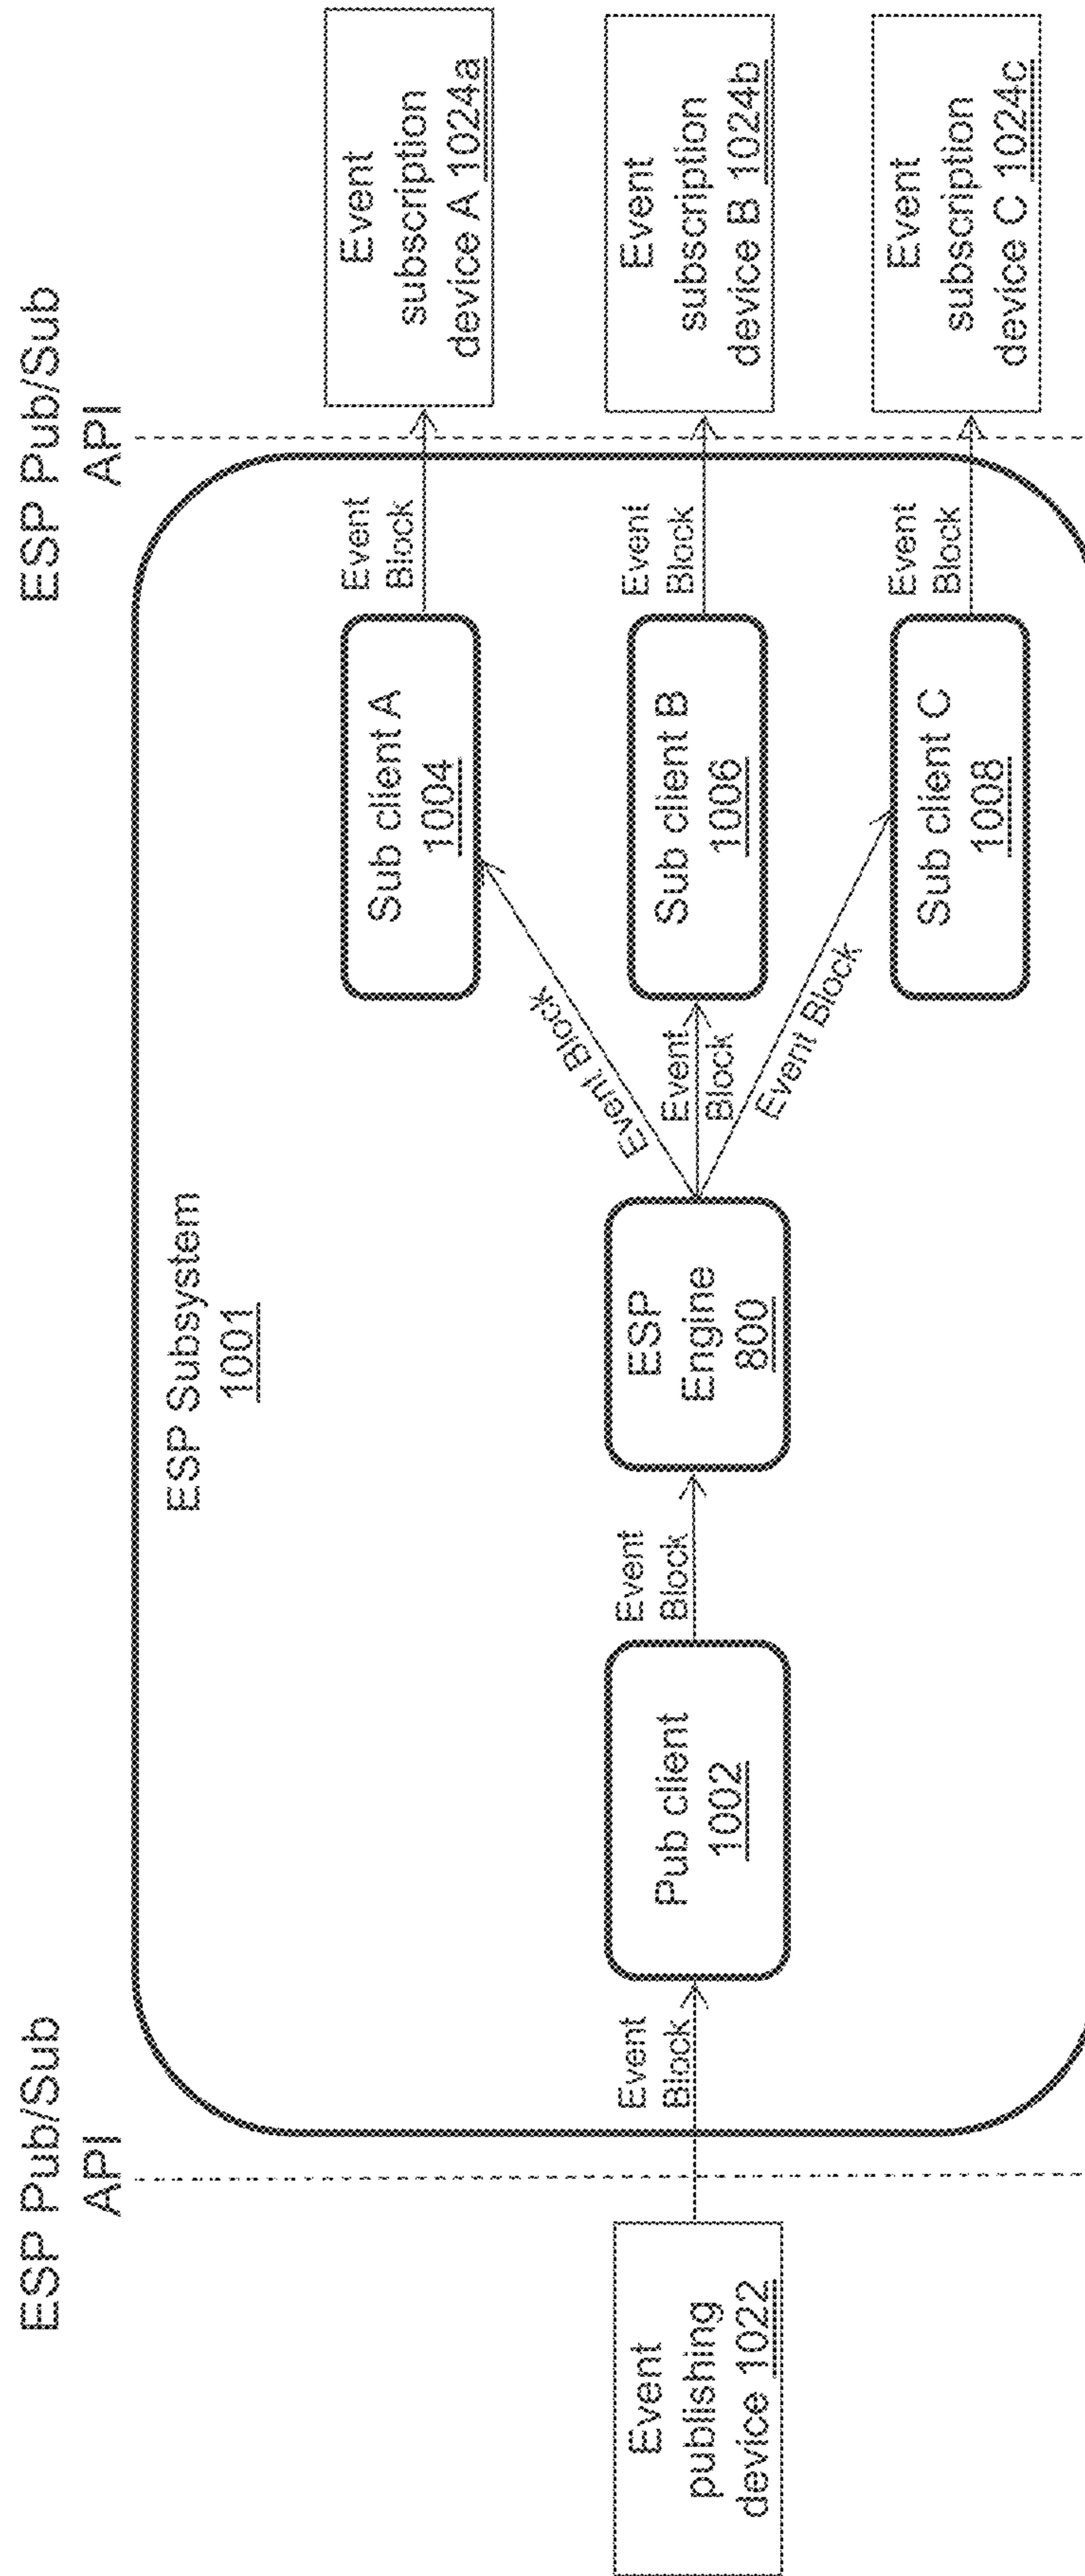 ESP Pub/Sub
API
ESP Pub/Sub
API
ESP Subsystem
1001
Event
publishing
device 1022
Event
Block
Pub client
1002
Event
Block
ESP
Engine
800
Event Block
Event
Block
Event Block
Sub client A
1004
Sub client B
1006
Sub client C
1008
Event
Block
Event
Block
Event
Block
Event
subscription
device A 1024a
Event
subscription
device B 1024b
Event
subscription
device C 1024c